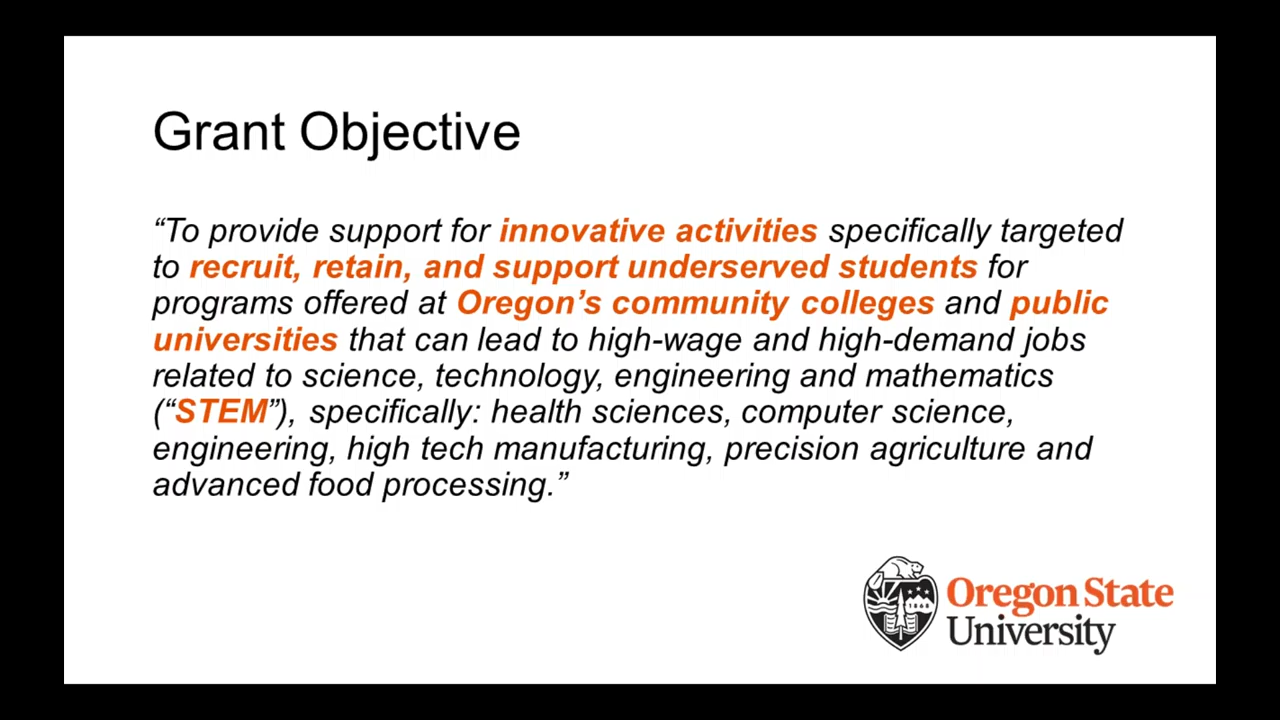 Grant Objective
“To provide support for innovative activities specifically targeted
to recruit, retain, and support underserved students for
programs offered at Oregon’s community colleges and public
universities that can lead to high-wage and high-demand jobs
related to science, technology, engineering and mathematics
(“STEM”), specifically: health sciences, computer science,
engineering, high tech manufacturing, precision agriculture and
advanced food processing.”
1868
Oregon State
University